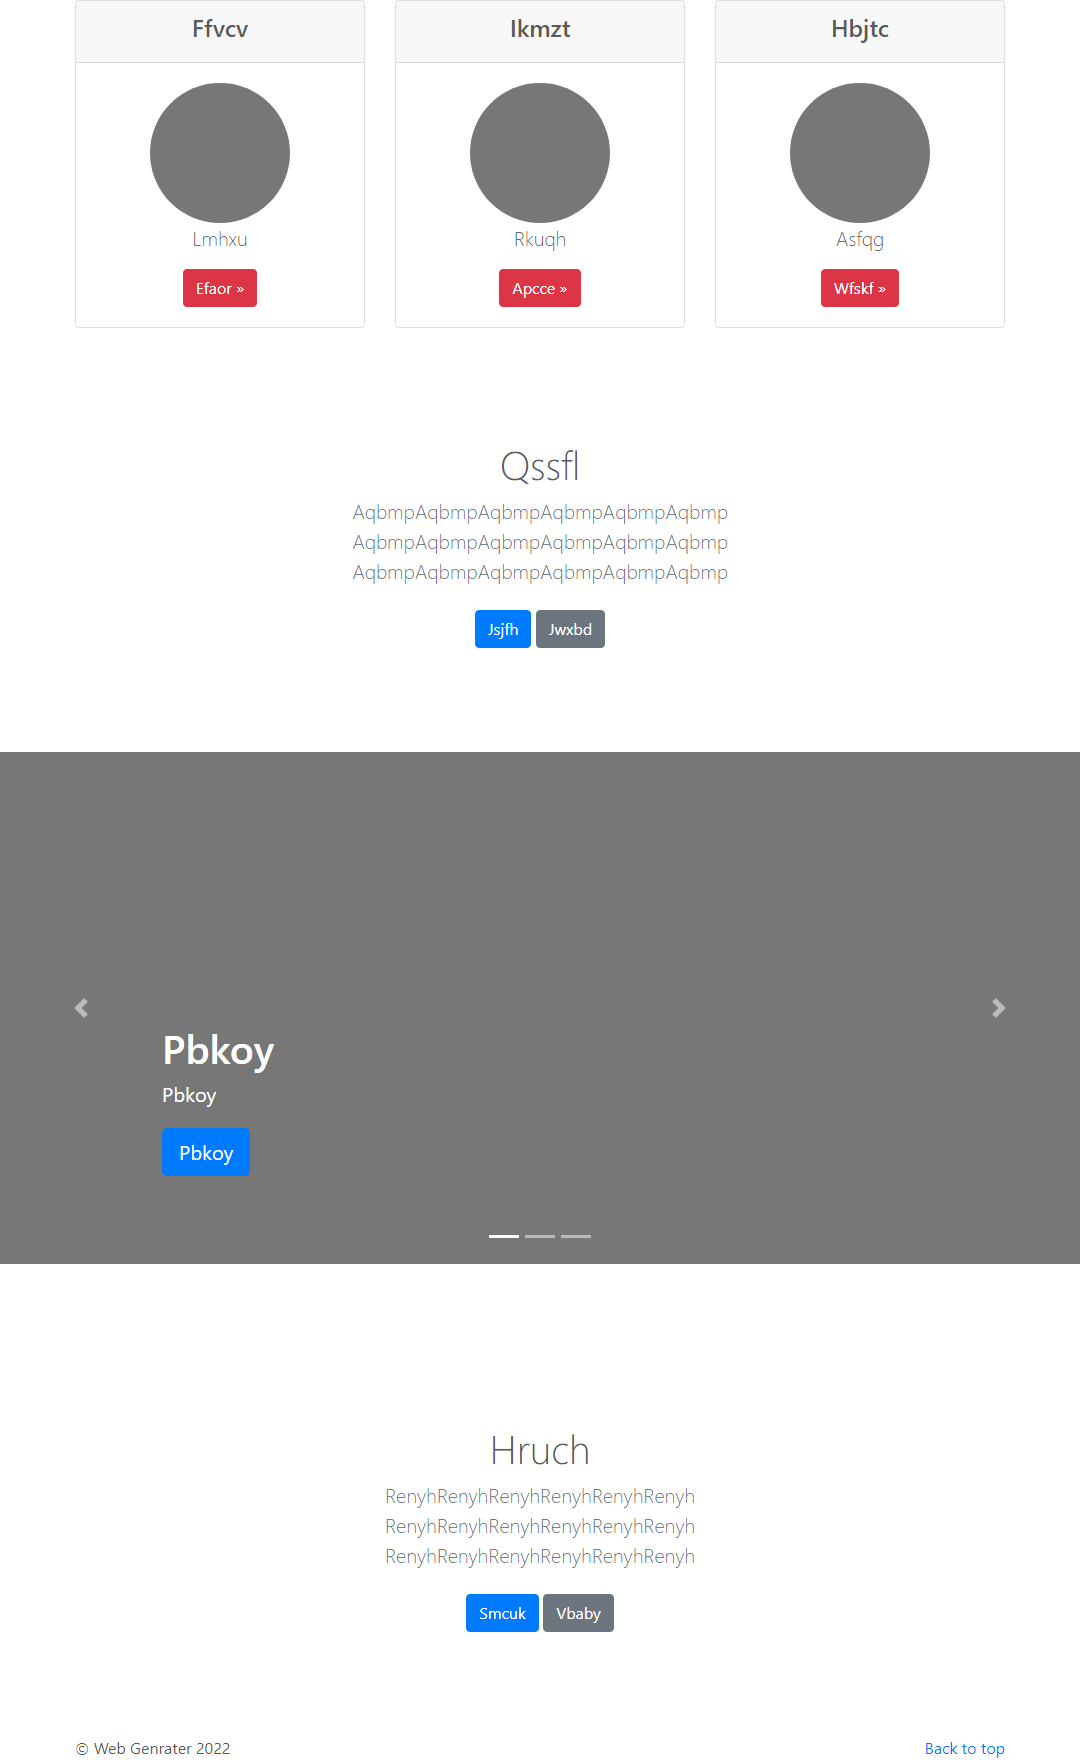 Ffvcv
Ikmzt
Hbjtc
Lmhxu
Rkuqh
Asfqg
Efaor »
Apcce »
Wfskf »
Qssfl
AqbmpAqbmpAqbmpAqbmpAqbmpAqbmp
AqbmpAqbmpAqbmpAqbmpAqbmpAqbmp
AqbmpAqbmpAqbmpAqbmpAqbmpAqbmp
Jsjfh
Jwxbd
Pbkoy
Pbkoy
Pbkoy
Hruch
RenyhRenyhRenyhRenyhRenyhRenyh
RenyhRenyhRenyhRenyhRenyhRenyh
RenyhRenyhRenyhRenyhRenyhRenyh
Smcuk
Vbaby
© Web Genrater 2022
Back to top